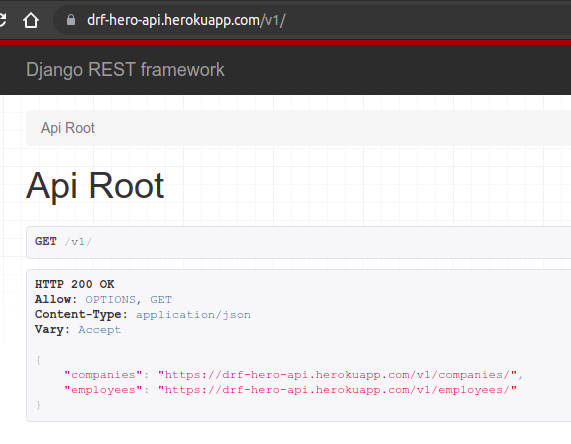 drf-hero-api.herokuapp.com/v1/
Django REST framework
Api Root
Api Root
GET /v1/
HTTP 200 OK
Allow: OPTIONS, GET
Content-Type: application/json
Vary: Accept
{
"companies": "https://drf-hero-api.herokuapp.com/v1/companies/",
"employees": "https://drf-hero-api.herokuapp.com/v1/employees/"
}